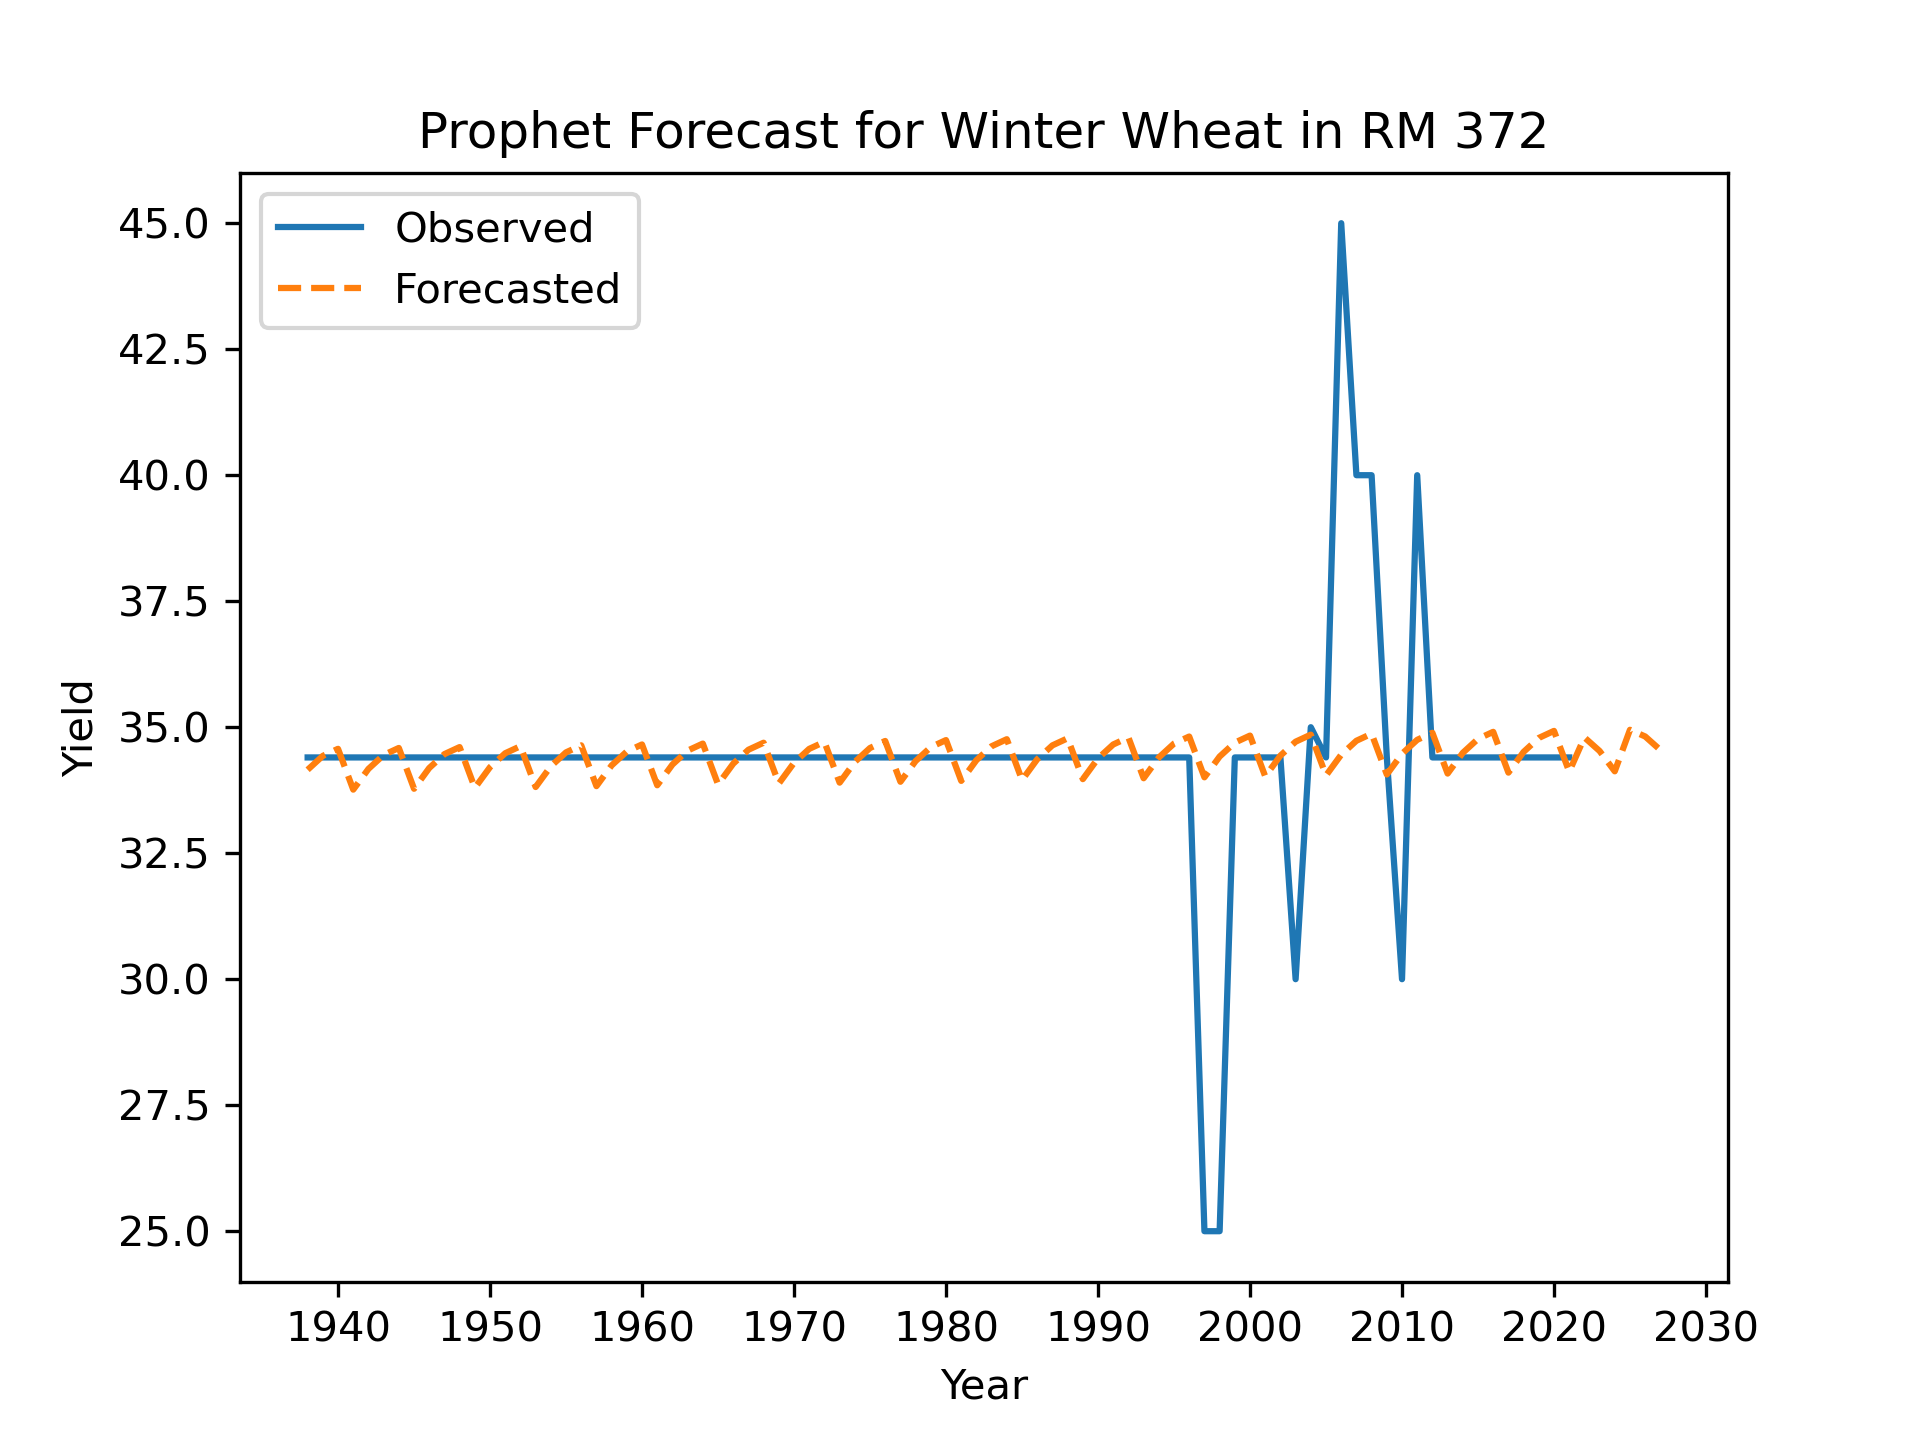 Prophet Forecast for Winter Wheat in RM 372
Observed
Forecasted
45.0
42.5
40.0
37.5
35.0
32.5
30.0
27.5
25.0
Yield
1940 1950 1960 1970 1980 1990 2000 2010 2020 2030
Year